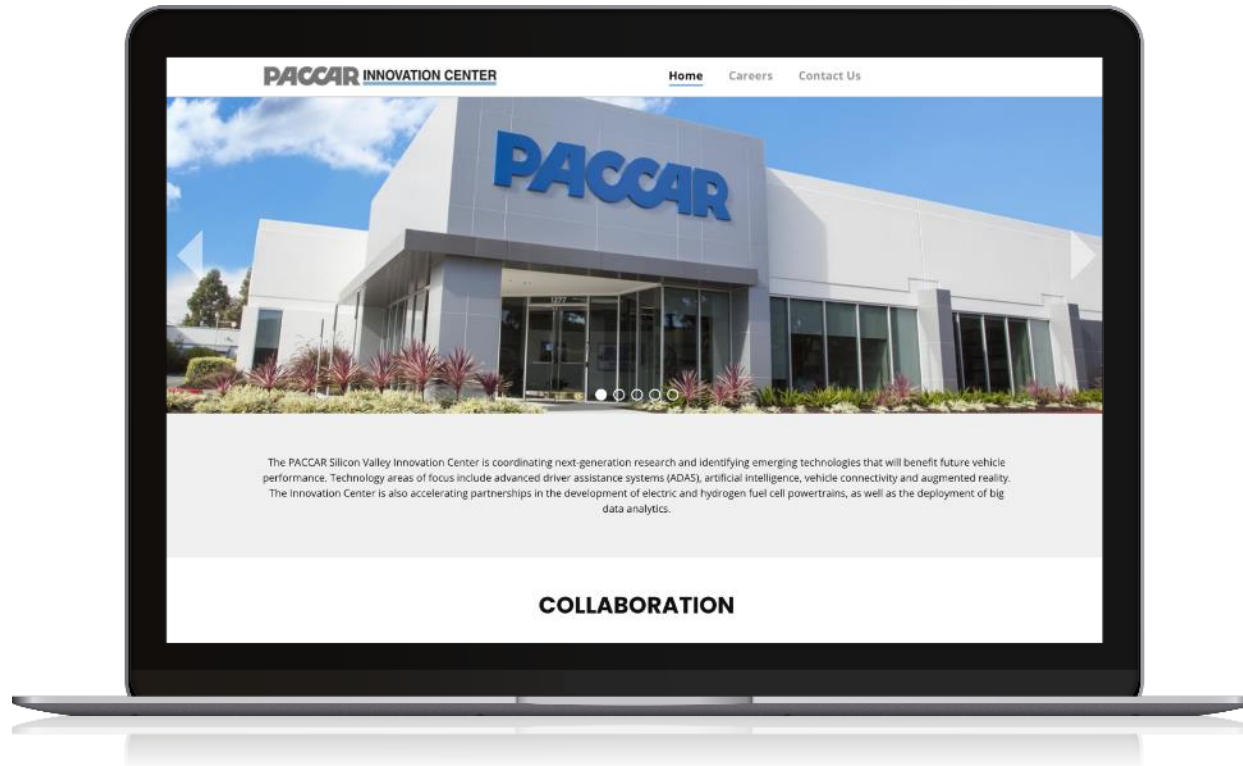 PACCAR INNOVATION CENTER
Home Careers Contact Us
PACCAR
1277
The PACCAR Silicon Valley Innovation Center is coordinating next-generation research and identifying emerging technologies that will benefit future vehicle
performance. Technology areas of focus include advanced driver assistance systems (ADAS), artificial intelligence, vehicle connectivity and augmented reality.
The Innovation Center is also accelerating partnerships in the development of electric and hydrogen fuel cell powertrains, as well as the deployment of big
data analytics.
COLLABORATION